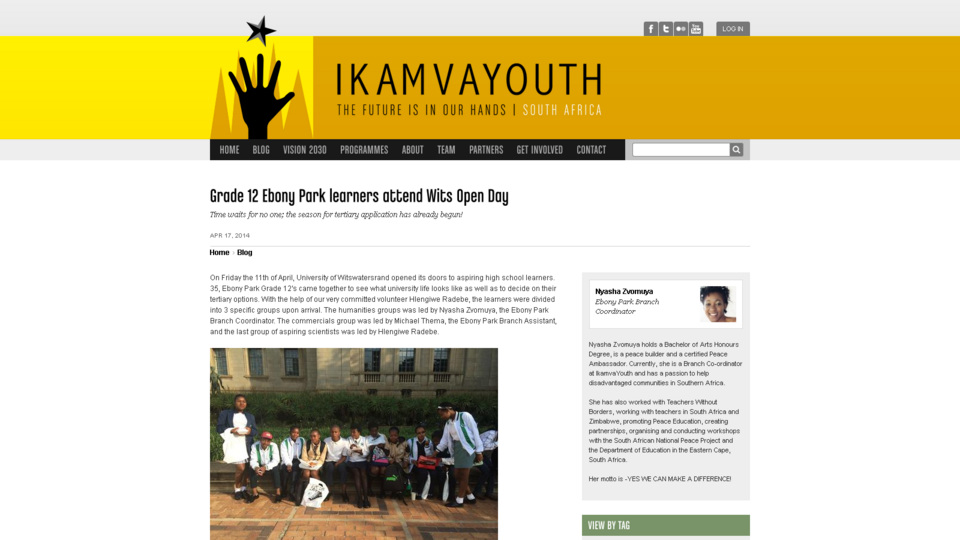 LOG IN
IKAMVAYOUTH
THE FUTURE IS IN OUR HANDS | SOUTH AFRICA
HOME BLOG VISION 2030 PROGRAMMES ABOUT TEAM PARTNERS GET INVOLVED CONTACT
Grade 12 Ebony Park learners attend Wits Open Day
Time waits for no one; the season for tertiary application has already begun!
APR 17, 2014
Home › Blog
On Friday the 11th of April, University of Witswatersrand opened its doors to aspiring high school learners.
35, Ebony Park Grade 12's came together to see what university life looks like as well as to decide on their
tertiary options. With the help of our very committed volunteer Hlengiwe Radebe, the learners were divided
into 3 specific groups upon arrival. The humanities groups was led by Nyasha Zvomuya, the Ebony Park
Branch Coordinator. The commercials group was led by Michael Thema, the Ebony Park Branch Assistant,
and the last group of aspiring scientists was led by Hlengiwe Radebe.
Nyasha Zvomuya
Ebony Park Branch
Coordinator
Nyasha Zvomuya holds a Bachelor of Arts Honours
Degree, is a peace builder and a certified Peace
Ambassador. Currently, she is a Branch Co-ordinator
at IkamvaYouth and has a passion to help
disadvantaged communities in Southern Africa.
She has also worked with Teachers Without
Borders, working with teachers in South Africa and
Zimbabwe, promoting Peace Education, creating
partnerships, organising and conducting workshops
with the South African National Peace Project and
the Department of Education in the Eastern Cape,
South Africa.
Her motto is -YES WE CAN MAKE A DIFFERENCE!
VIEW BY TAG